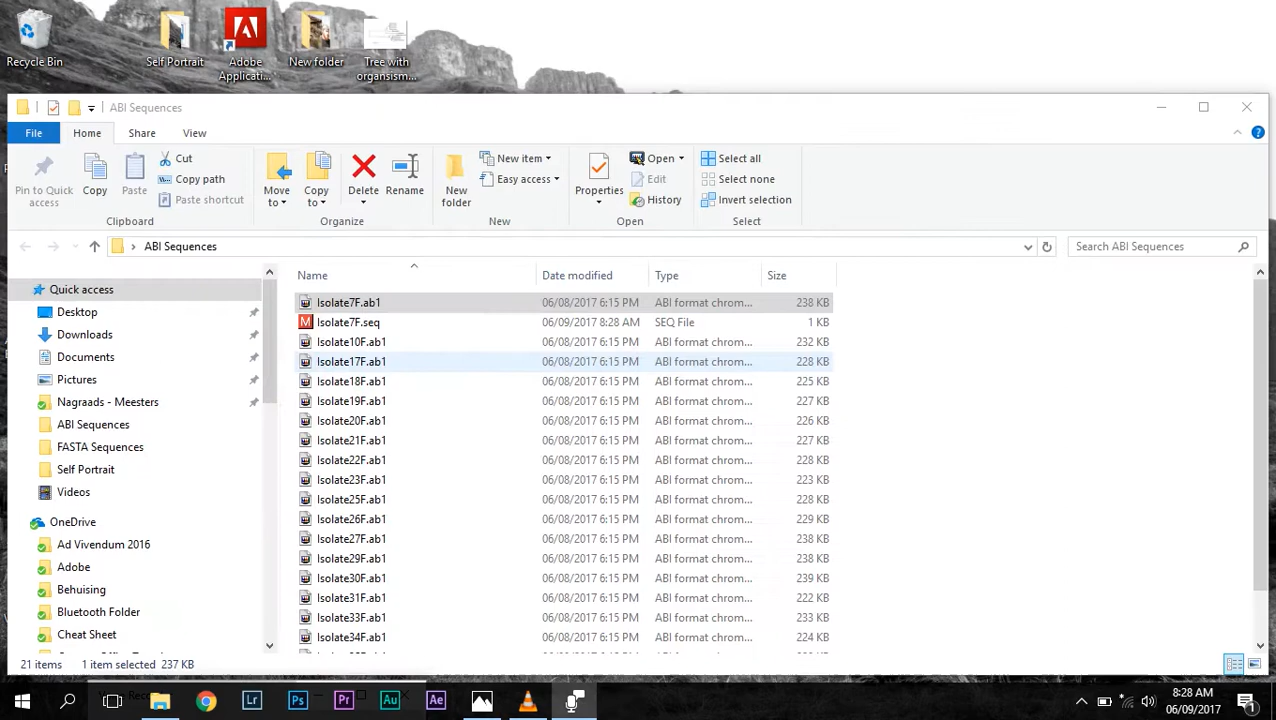 Recycle Bin
Self Portrait
Adobe Applicati...
New folder
Tree with organsism...
ABI Sequences
File Home Share View
Pin to Quick access
Copy
Paste
Cut
Copy path
Paste shortcut
Clipboard
Move to
Copy to
Delete
Rename
Organize
New folder
New item
Easy access
New
Properties
Open
Edit
History
Open
Select all
Select none
Invert selection
Select
ABI Sequences
Search ABI Sequences
Quick access
Desktop
Downloads
Documents
Pictures
Nagraads - Meesters
ABI Sequences
FASTA Sequences
Self Portrait
Videos
OneDrive
Ad Vivendum 2016
Adobe
Behuising
Bluetooth Folder
Cheat Sheet
Name Date modified Type Size
Isolate7F.ab1 06/08/2017 6:15 PM ABI format chrom... 238 KB
Isolate7F.seq 06/09/2017 8:28 AM SEQ File 1 KB
Isolate10F.ab1 06/08/2017 6:15 PM ABI format chrom... 232 KB
Isolate17F.ab1 06/08/2017 6:15 PM ABI format chrom... 228 KB
Isolate18F.ab1 06/08/2017 6:15 PM ABI format chrom... 225 KB
Isolate19F.ab1 06/08/2017 6:15 PM ABI format chrom... 227 KB
Isolate20F.ab1 06/08/2017 6:15 PM ABI format chrom... 226 KB
Isolate21F.ab1 06/08/2017 6:15 PM ABI format chrom... 227 KB
Isolate22F.ab1 06/08/2017 6:15 PM ABI format chrom... 228 KB
Isolate23F.ab1 06/08/2017 6:15 PM ABI format chrom... 223 KB
Isolate25F.ab1 06/08/2017 6:15 PM ABI format chrom... 228 KB
Isolate26F.ab1 06/08/2017 6:15 PM ABI format chrom... 229 KB
Isolate27F.ab1 06/08/2017 6:15 PM ABI format chrom... 238 KB
Isolate29F.ab1 06/08/2017 6:15 PM ABI format chrom... 238 KB
Isolate30F.ab1 06/08/2017 6:15 PM ABI format chrom... 239 KB
Isolate31F.ab1 06/08/2017 6:15 PM ABI format chrom... 222 KB
Isolate33F.ab1 06/08/2017 6:15 PM ABI format chrom... 233 KB
Isolate34F.ab1 06/08/2017 6:15 PM ABI format chrom... 224 KB
21 items 1 item selected 237 KB
Lr Ps Pr Au Ae
8:28 AM
06/09/2017
1